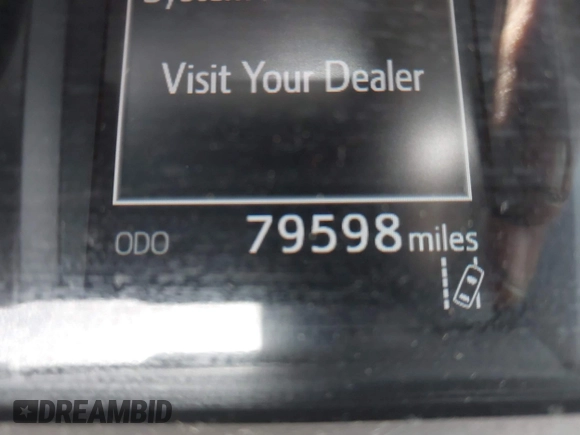 Visit Your Dealer
ODO 79598 miles
DREAMBID